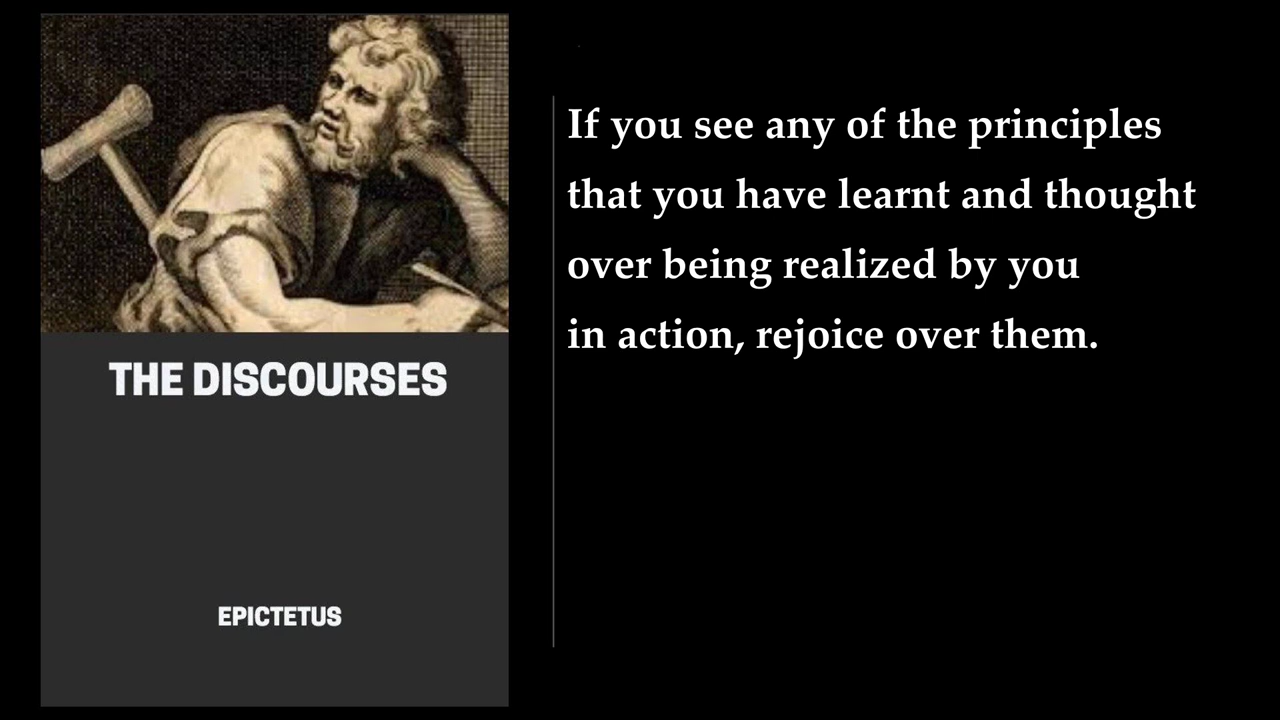 THE DISCOURSES
EPICTETUS
If you see any of the principles
that you have learnt and thought
over being realized by you
in action, rejoice over them.